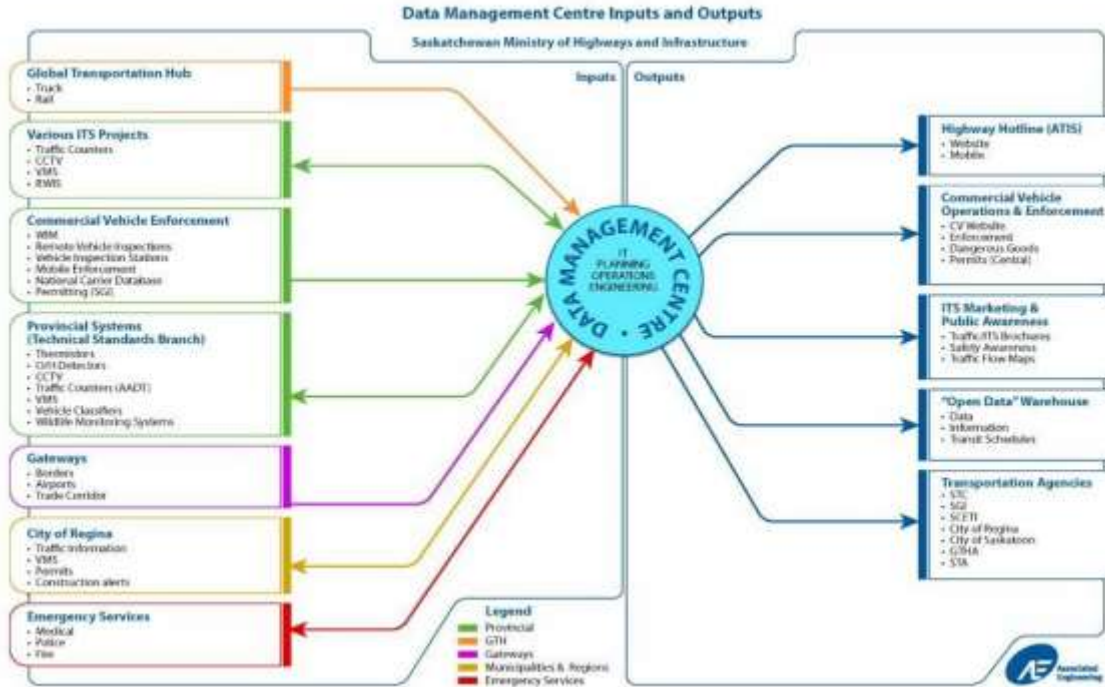 Data Management Centre Inputs and Outputs
Saskatchewan Ministry of Highways and Infrastructure
Inputs
Outputs
Global Transportation Hub
• Truck
• Rail
Various ITS Projects
• Traffic Counters
• CCTV
• VMS
• RWIS
Commercial Vehicle Enforcement
• WIM
• Remote Vehicle Inspections
• Vehicle Inspection Stations
• Mobile Enforcement
• National Carrier Database
• Permitting (SGI)
Provincial Systems
(Technical Standards Branch)
• Thermistors
• O/H Detectors
• CCTV
• Traffic Counters (AADT)
• VMS
• Vehicle Classifiers
• Wildlife Monitoring Systems
Gateways
• Borders
• Airports
• Trade Corridor
City of Regina
• Traffic Information
• VMS
• Permits
• Construction alerts
Emergency Services
• Medical
• Police
• Fire
DATA MANAGEMENT CENTRE •
IT
PLANNING
OPERATIONS
ENGINEERING
Highway Hotline (ATIS)
• Website
• Mobile
Commercial Vehicle
Operations & Enforcement
• CV Website
• Enforcement
• Dangerous Goods
• Permits (Central)
ITS Marketing &
Public Awareness
• Traffic/ITS Brochures
• Safety Awareness
• Traffic Flow Maps
"Open Data" Warehouse
• Data
• Information
• Transit Schedules
Transportation Agencies
• STC
• SGI
• SCETI
• City of Regina
• City of Saskatoon
• GTHA
• STA
Legend
Provincial
GTH
Gateways
Municipalities & Regions
Emergency Services
Associated
Engineering